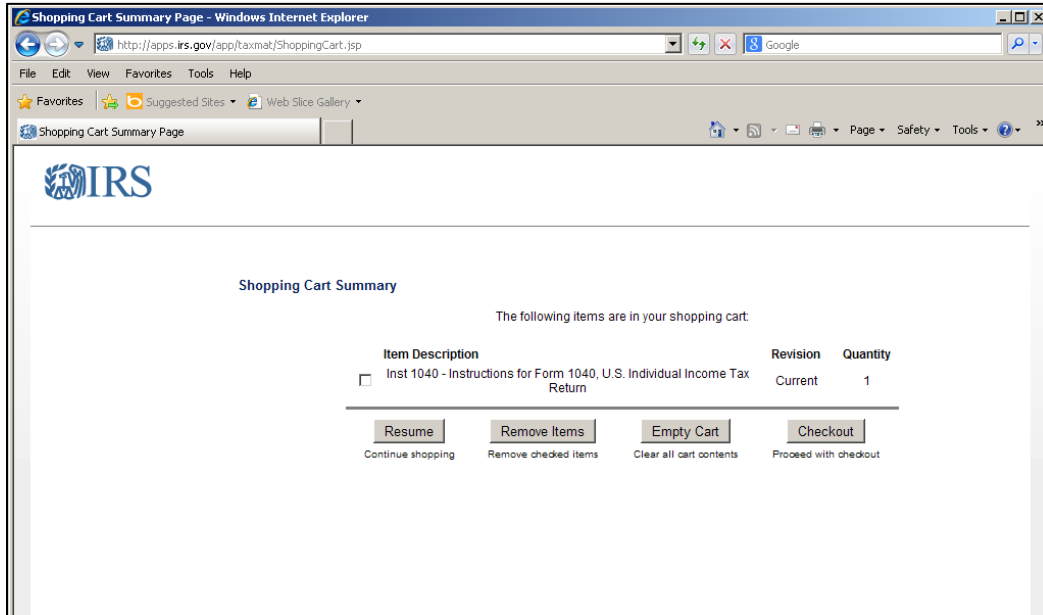 Shopping Cart Summary Page - Windows Internet Explorer
http://apps.irs.gov/app/taxmat/ShoppingCart.jsp
Google
File Edit View Favorites Tools Help
Favorites Suggested Sites Web Slice Gallery
Shopping Cart Summary Page
Page Safety Tools »
IRS
Shopping Cart Summary
The following items are in your shopping cart:
Item Description Revision Quantity
Inst 1040 - Instructions for Form 1040, U.S. Individual Income Tax
Return
Current 1
Resume Remove Items Empty Cart Checkout
Continue shopping Remove checked items Clear all cart contents Proceed with checkout